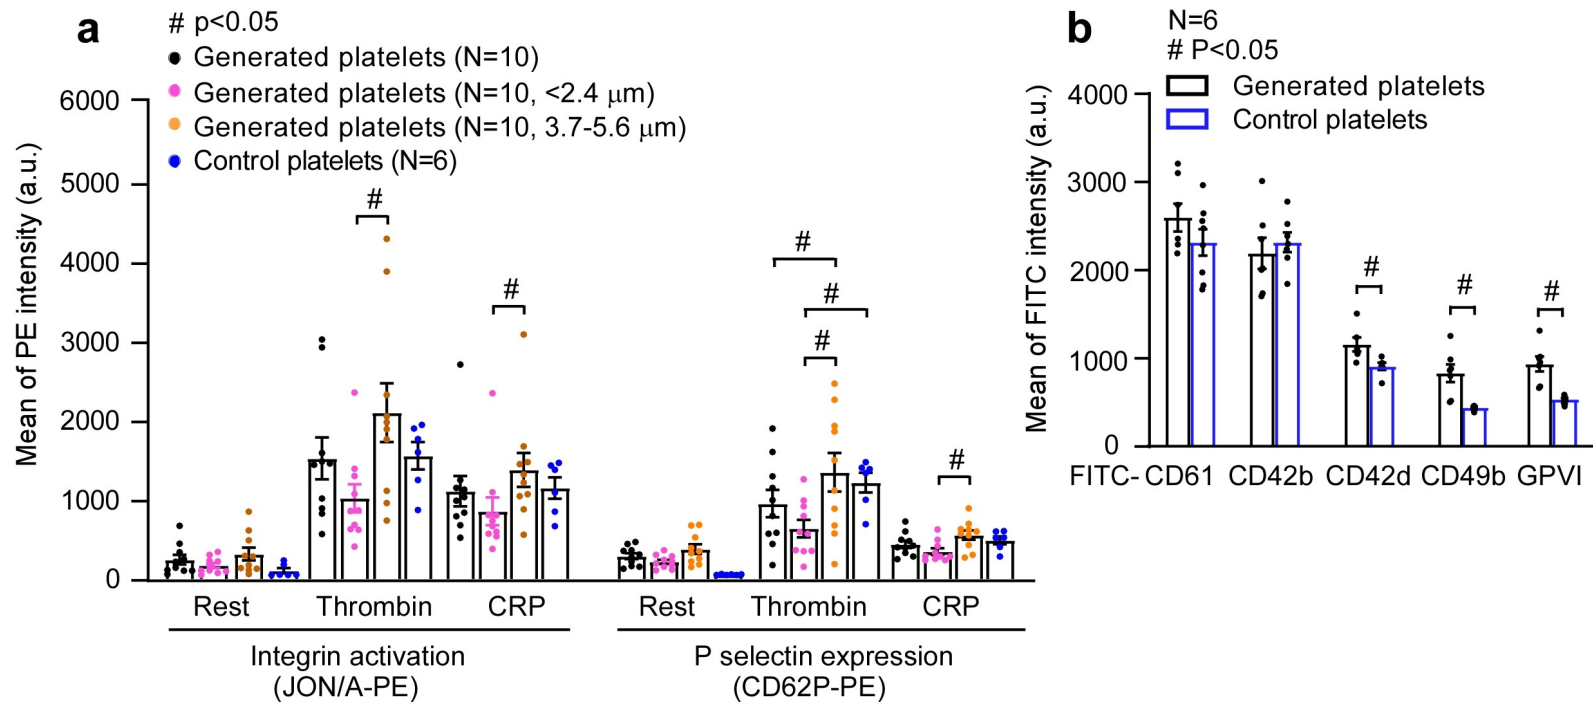 a
# p<0.05
Generated platelets (N=10)
Generated platelets (N=10, <2.4 μm)
Generated platelets (N=10, 3.7-5.6 μm)
Control platelets (N=6)
Mean of PE intensity (a.u.)
6000
5000
4000
3000
2000
1000
0
#
#
#
#
#
#
Rest
Thrombin
CRP
Rest
Thrombin
CRP
Integrin activation
(JON/A-PE)
P selectin expression
(CD62P-PE)
b
N=6
# P<0.05
Generated platelets
Control platelets
Mean of FITC intensity (a.u.)
4000
3000
2000
1000
0
#
#
#
FITC- CD61 CD42b CD42d CD49b GPVI